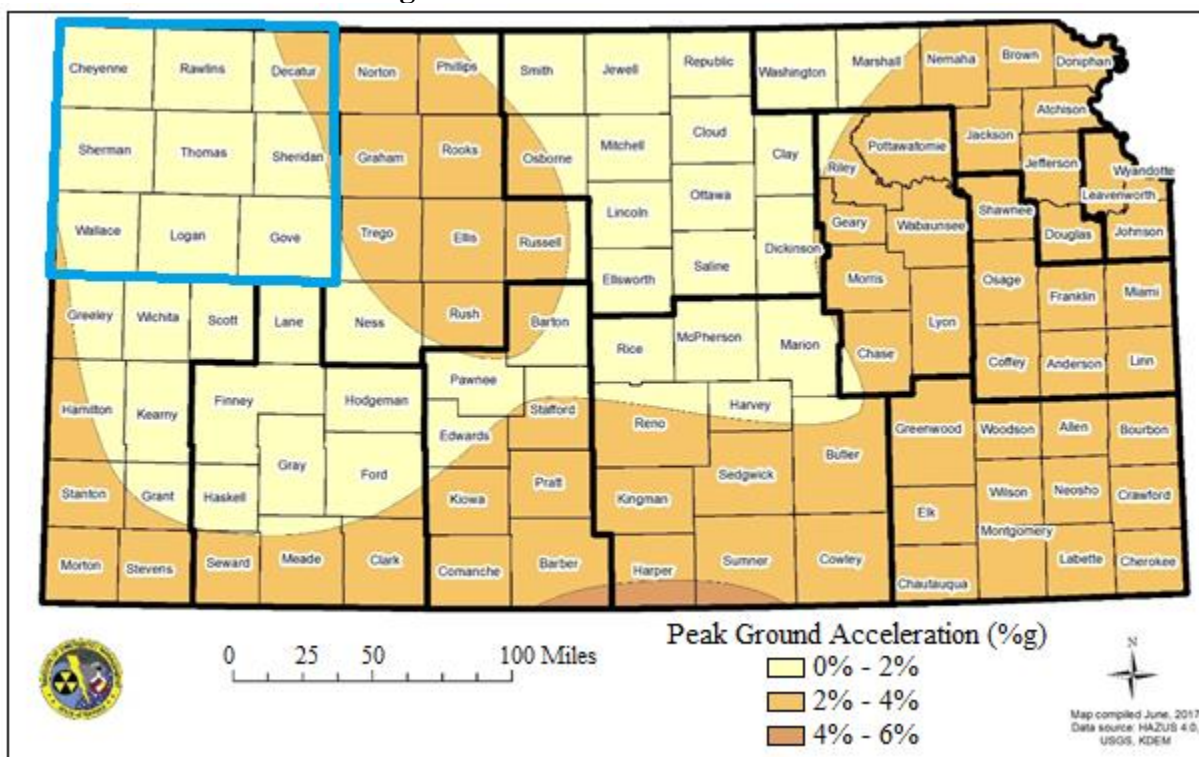 Cheyenne Rawlins Decatur Norton Phillips Smith Jewell Republic Washington Marshall Nemaha Brown Doniphan
Atchison
Sherman Thomas Sheridan Graham Rooks Osborne Mitchell Cloud Clay Riley Pottawatomie Jackson Jefferson
Wyandotte
Leavenworth
Wallace Logan Gove Trego Ellis Russell Lincoln Ottawa Dickinson Geary Wabaunsee Shawnee Douglas Johnson
Ellsworth Saline Morris Osage Franklin Miami
Greeley Wichita Scott Lane Ness Rush Barton Rice McPherson Marion Chase Lyon Coffey Anderson Linn
Hamilton Kearny Finney Hodgeman Pawnee Stafford Edwards Reno Harvey Butler Greenwood Woodson Allen Bourbon
Stanton Grant Haskell Gray Ford Kiowa Pratt Kingman Sedgwick Elk Wilson Neosho Crawford
Montgomery
Morton Stevens Seward Meade Clark Comanche Barber Harper Sumner Cowley Chautauqua Labette Cherokee
Peak Ground Acceleration (%g)
0 25 50 100 Miles
0% - 2%
2% - 4%
4% - 6%
N
Map compiled June, 2017
Data source: HAZUS 4.0,
USGS, KDEM